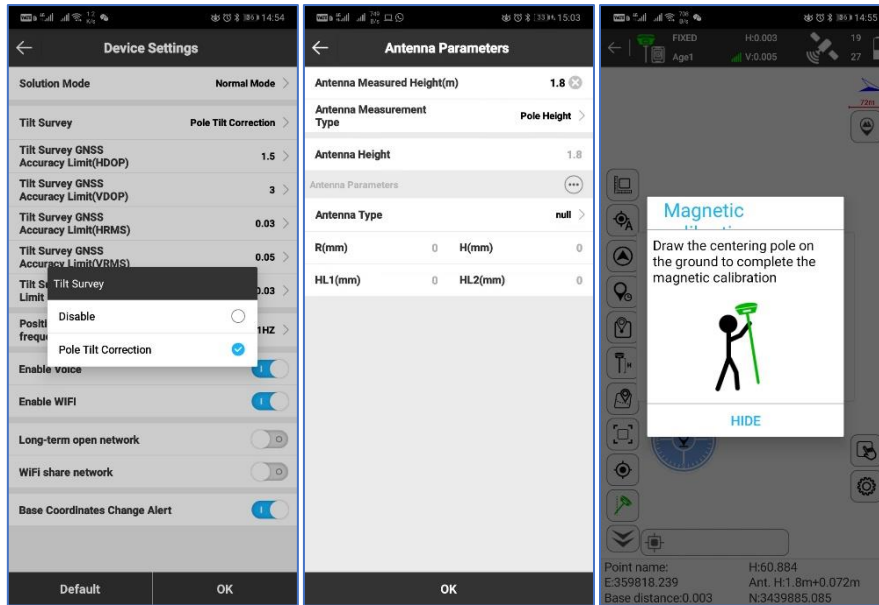 14:54
Device Settings
Solution Mode
Normal Mode
Tilt Survey
Pole Tilt Correction
Tilt Survey GNSS
Accuracy Limit(HDOP)
1.5
Tilt Survey GNSS
Accuracy Limit(VDOP)
3
Tilt Survey GNSS
Accuracy Limit(HRMS)
0.03
Tilt Survey GNSS
Accuracy Limit(VRMS)
0.05
Tilt Survey
Limit
0.03
Disable
Pole Tilt Correction
1HZ
Enable Voice
Enable WIFI
Long-term open network
WiFi share network
Base Coordinates Change Alert
Default
OK
15:03
Antenna Parameters
Antenna Measured Height(m)
1.8
Antenna Measurement
Type
Pole Height
Antenna Height
1.8
Antenna Parameters
Antenna Type
null
R(mm)
0
H(mm)
0
HL1(mm)
0
HL2(mm)
0
OK
14:55
FIXED
H:0.003
19
Age1
V:0.005
27
72m
Magnetic
Draw the centering pole on
the ground to complete the
magnetic calibration
HIDE
Point name:
H:60.884
E:359818.239
Ant. H:1.8m+0.072m
Base distance:0.003
N:3439885.085